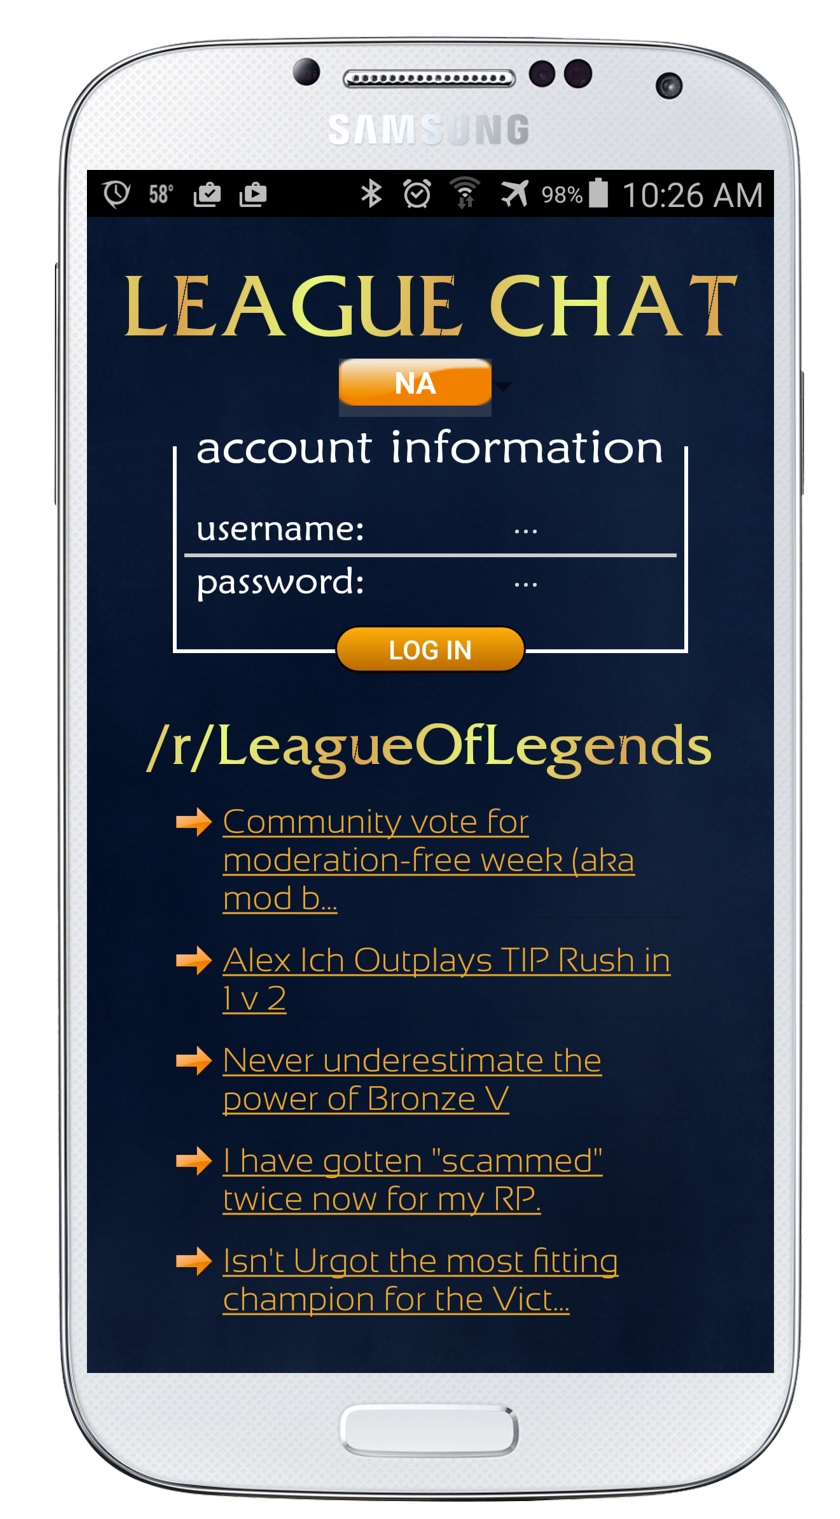 SAMSUNG
58° 98% 10:26 AM
LEAGUE CHAT
NA
account information
username: ...
password: ...
LOG IN
/r/LeagueOfLegends
Community vote for
moderation-free week (aka
mod b...
Alex Ich Outplays TIP Rush in
1 v 2
Never underestimate the
power of Bronze V
I have gotten "scammed"
twice now for my RP.
Isn't Urgot the most fitting
champion for the Vict...